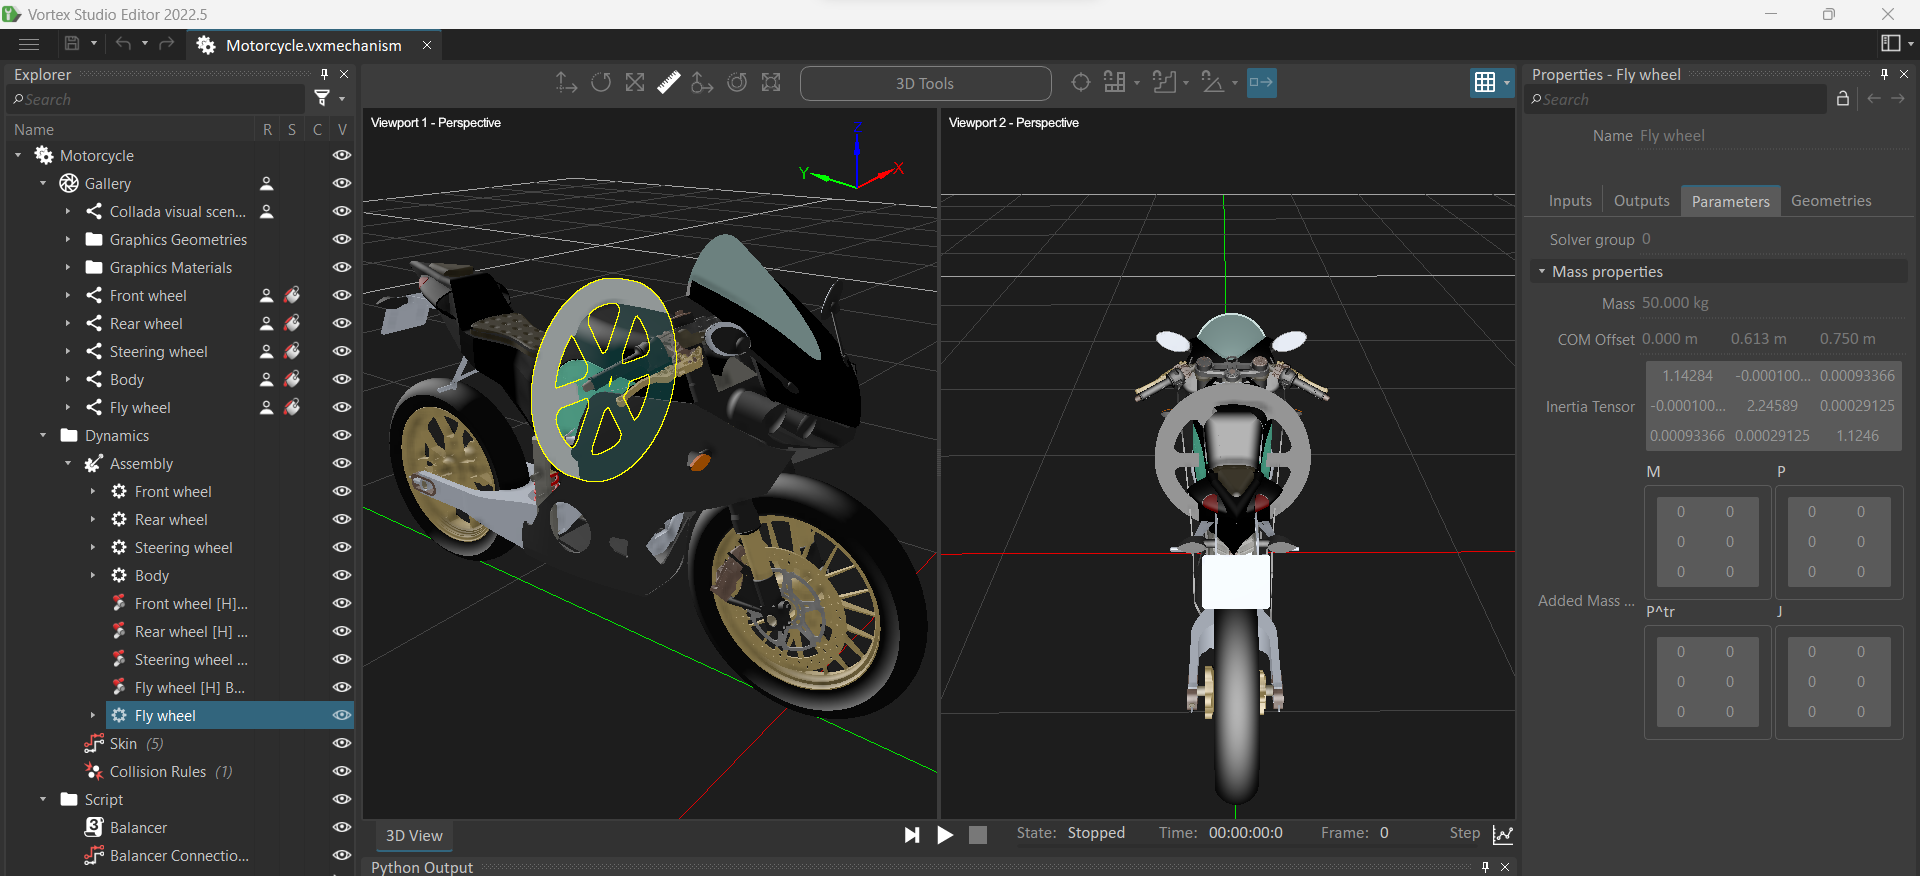 Vortex Studio Editor 2022.5
Motorcycle.vxmechanism
Explorer
Search
Name R S C V
Motorcycle
Gallery
Collada visual scen...
Graphics Geometries
Graphics Materials
Front wheel
Rear wheel
Steering wheel
Body
Fly wheel
Dynamics
Assembly
Front wheel
Rear wheel
Steering wheel
Body
Front wheel [H]...
Rear wheel [H] ...
Steering wheel ...
Fly wheel [H] B...
Fly wheel
Skin (5)
Collision Rules (1)
Script
Balancer
Balancer Connectio...
3D Tools
Viewport 1 - Perspective
Z
Y
X
Viewport 2 - Perspective
3D View
State: Stopped Time: 00:00:00:0 Frame: 0 Step
Python Output
Properties - Fly wheel
Search
Name Fly wheel
Inputs Outputs Parameters Geometries
Solver group 0
Mass properties
Mass 50.000 kg
COM Offset 0.000 m 0.613 m 0.750 m
Inertia Tensor
1.14284 -0.000100... 0.00093366
-0.000100... 2.24589 0.00029125
0.00093366 0.00029125 1.1246
Added Mass ...
M P
0 0 0 0
0 0 0 0
0 0 0 0
P^tr J
0 0 0 0
0 0 0 0
0 0 0 0